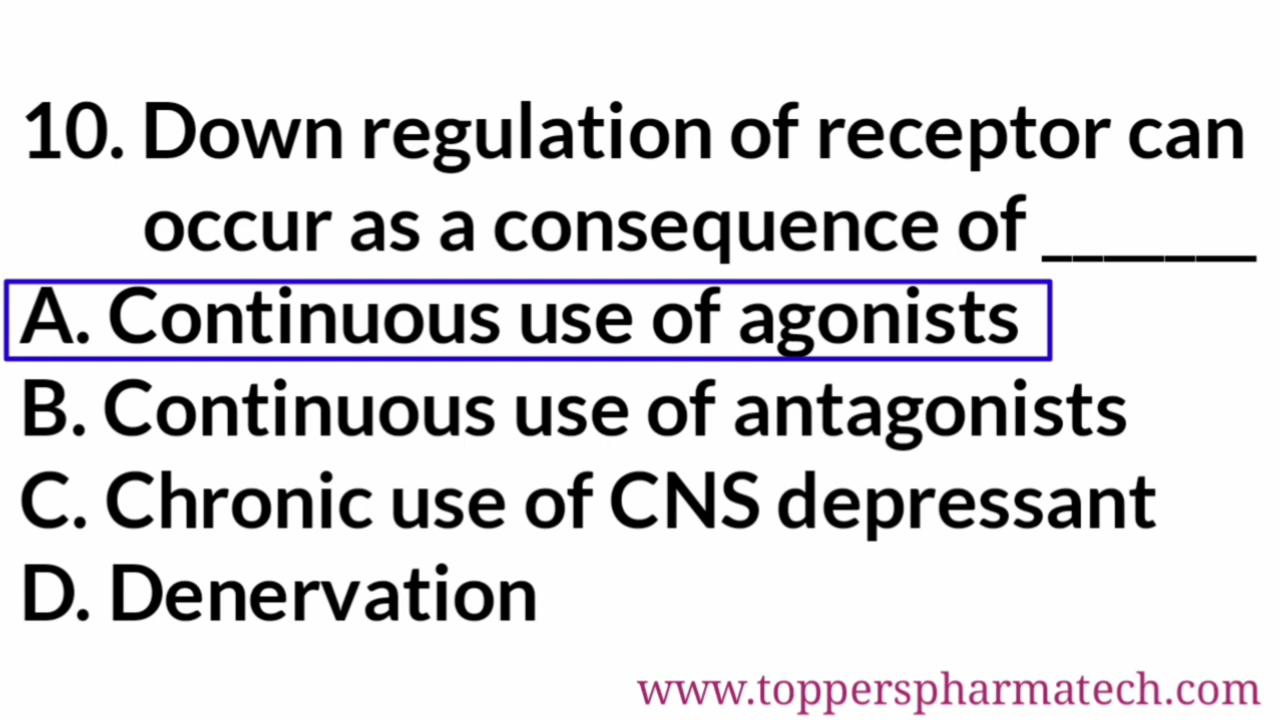 10. Down regulation of receptor can
occur as a consequence of _______
A. Continuous use of agonists
B. Continuous use of antagonists
C. Chronic use of CNS depressant
D. Denervation
www.topperspharmatech.com